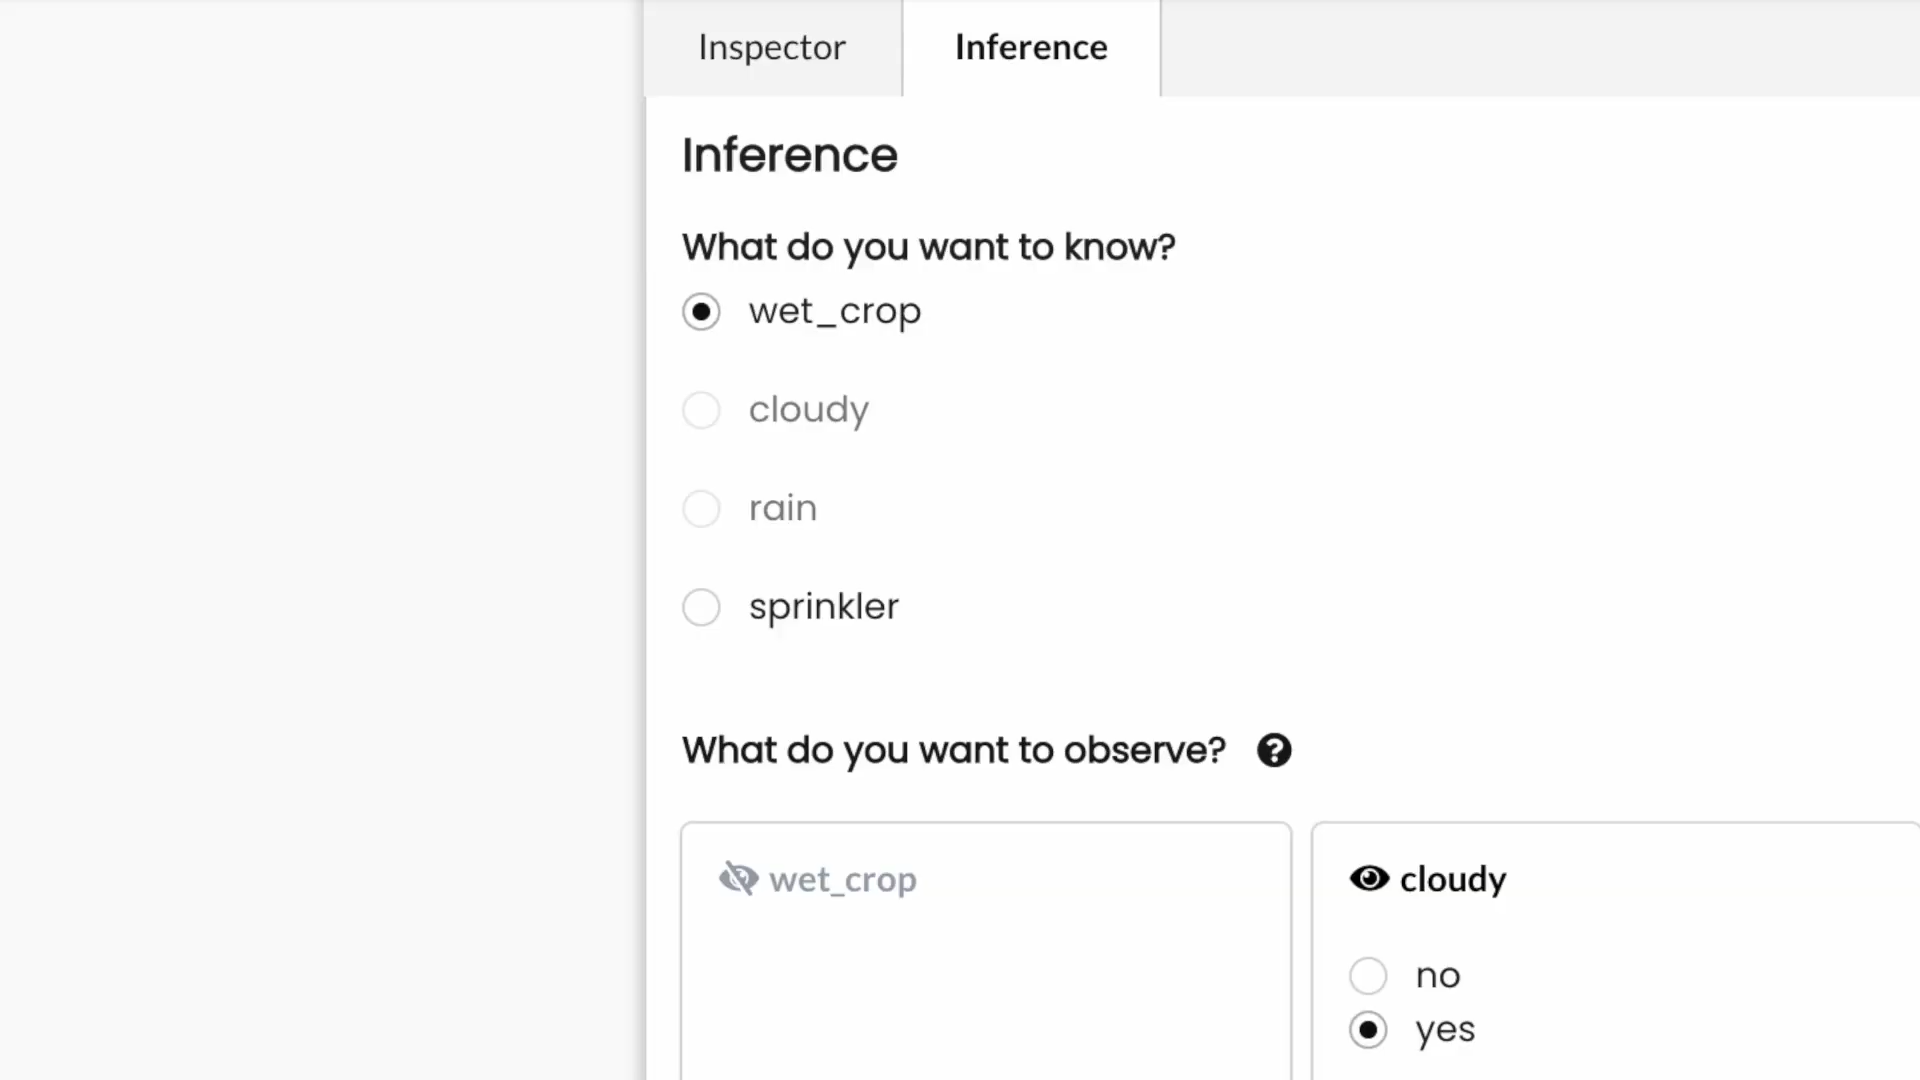 Inspector
Inference
Inference
What do you want to know?
wet_crop
cloudy
rain
sprinkler
What do you want to observe?
wet_crop
cloudy
no
yes